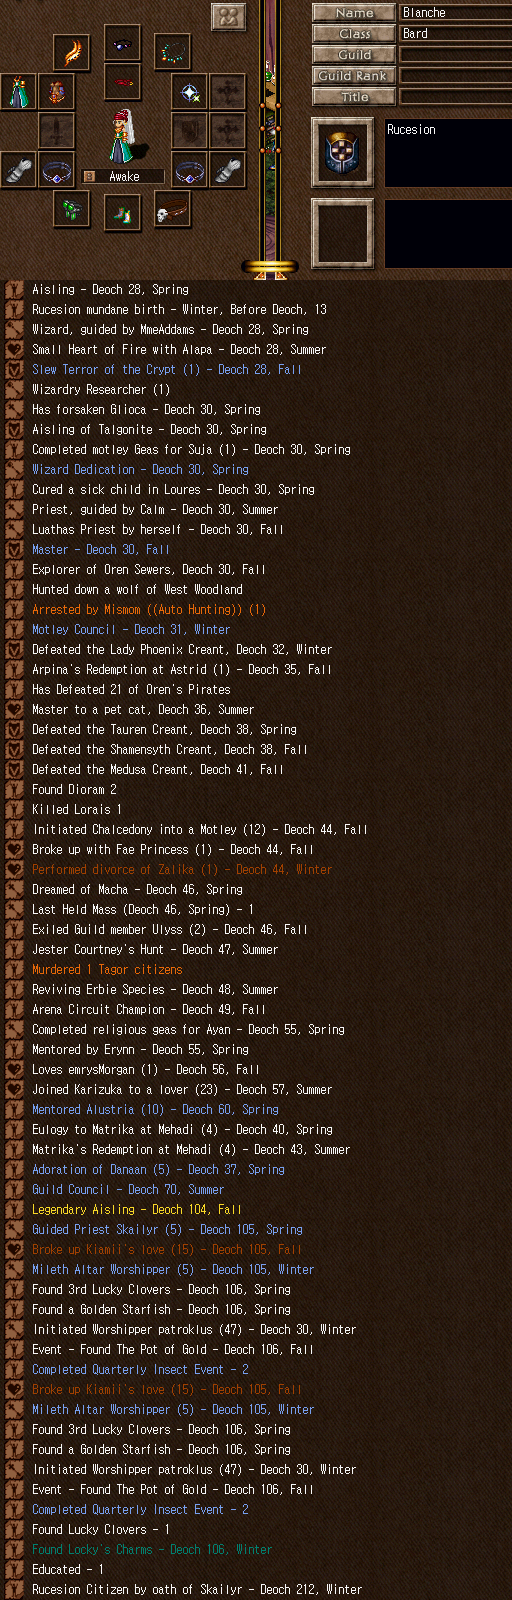 Name Blanche
Class Bard
Guild
Guild Rank
Title
Rucesion
Awake
Aisling - Deoch 28, Spring
Rucesion mundane birth - Winter, Before Deoch, 13
Wizard, guided by MmeAddams - Deoch 28, Spring
Small Heart of Fire with Alapa - Deoch 28, Summer
Slew Terror of the Crypt (1) - Deoch 28, Fall
Wizardry Researcher (1)
Has forsaken Glioca - Deoch 30, Spring
Aisling of Talgonite - Deoch 30, Spring
Completed motley Geas for Suja (1) - Deoch 30, Spring
Wizard Dedication - Deoch 30, Spring
Cured a sick child in Loures - Deoch 30, Spring
Priest, guided by Calm - Deoch 30, Summer
Luathas Priest by herself - Deoch 30, Fall
Master - Deoch 30, Fall
Explorer of Oren Sewers, Deoch 30, Fall
Hunted down a wolf of West Woodland
Arrested by Mismom ((Auto Hunting)) (1)
Motley Council - Deoch 31, Winter
Defeated the Lady Phoenix Creant, Deoch 32, Winter
Arpina's Redemption at Astrid (1) - Deoch 35, Fall
Has Defeated 21 of Oren's Pirates
Master to a pet cat, Deoch 36, Summer
Defeated the Tauren Creant, Deoch 38, Spring
Defeated the Shamensyth Creant, Deoch 38, Fall
Defeated the Medusa Creant, Deoch 41, Fall
Found Dioram 2
Killed Lorais 1
Initiated Chalcedony into a Motley (12) - Deoch 44, Fall
Broke up with Fae Princess (1) - Deoch 44, Fall
Performed divorce of Zalika (1) - Deoch 44, Winter
Dreamed of Macha - Deoch 46, Spring
Last Held Mass (Deoch 46, Spring) - 1
Exiled Guild member Ulyss (2) - Deoch 46, Fall
Jester Courtney's Hunt - Deoch 47, Summer
Murdered 1 Tagor citizens
Reviving Erbie Species - Deoch 48, Summer
Arena Circuit Champion - Deoch 49, Fall
Completed religious geas for Ayan - Deoch 55, Spring
Mentored by Erynn - Deoch 55, Spring
Loves emrysMorgan (1) - Deoch 56, Fall
Joined Karizuka to a lover (23) - Deoch 57, Summer
Mentored Alustria (10) - Deoch 60, Spring
Eulogy to Matrika at Mehadi (4) - Deoch 40, Spring
Matrika's Redemption at Mehadi (4) - Deoch 43, Summer
Adoration of Danaan (5) - Deoch 37, Spring
Guild Council - Deoch 70, Summer
Legendary Aisling - Deoch 104, Fall
Guided Priest Skailyr (5) - Deoch 105, Spring
Broke up Kiamii's love (15) - Deoch 105, Fall
Mileth Altar Worshipper (5) - Deoch 105, Winter
Found 3rd Lucky Clovers - Deoch 106, Spring
Found a Golden Starfish - Deoch 106, Spring
Initiated Worshipper patroklus (47) - Deoch 30, Winter
Event - Found The Pot of Gold - Deoch 106, Fall
Completed Quarterly Insect Event - 2
Broke up Kiamii's love (15) - Deoch 105, Fall
Mileth Altar Worshipper (5) - Deoch 105, Winter
Found 3rd Lucky Clovers - Deoch 106, Spring
Found a Golden Starfish - Deoch 106, Spring
Initiated Worshipper patroklus (47) - Deoch 30, Winter
Event - Found The Pot of Gold - Deoch 106, Fall
Completed Quarterly Insect Event - 2
Found Lucky Clovers - 1
Found Locky's Charms - Deoch 106, Winter
Educated - 1
Rucesion Citizen by oath of Skailyr - Deoch 212, Winter